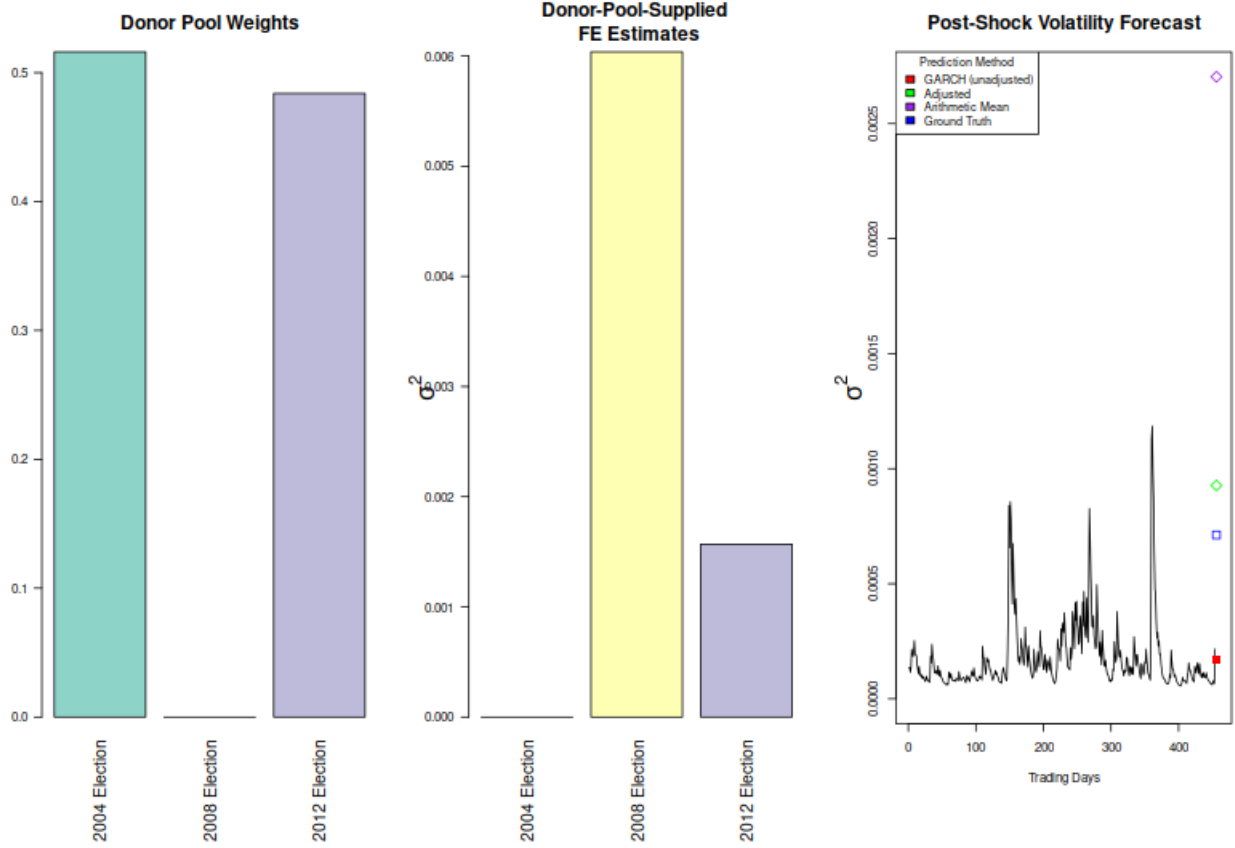 Donor Pool Weights
0.5
0.4
0.3
0.2
0.1
0.0
2004 Election
2008 Election
2012 Election
Donor-Pool-Supplied
FE Estimates
σ²
0.006
0.005
0.004
0.003
0.002
0.001
0.000
2004 Election
2008 Election
2012 Election
Post-Shock Volatility Forecast
Prediction Method
GARCH (unadjusted)
Adjusted
Arithmetic Mean
Ground Truth
σ²
0.0025
0.0020
0.0015
0.0010
0.0005
0.0000
0 100 200 300 400
Trading Days